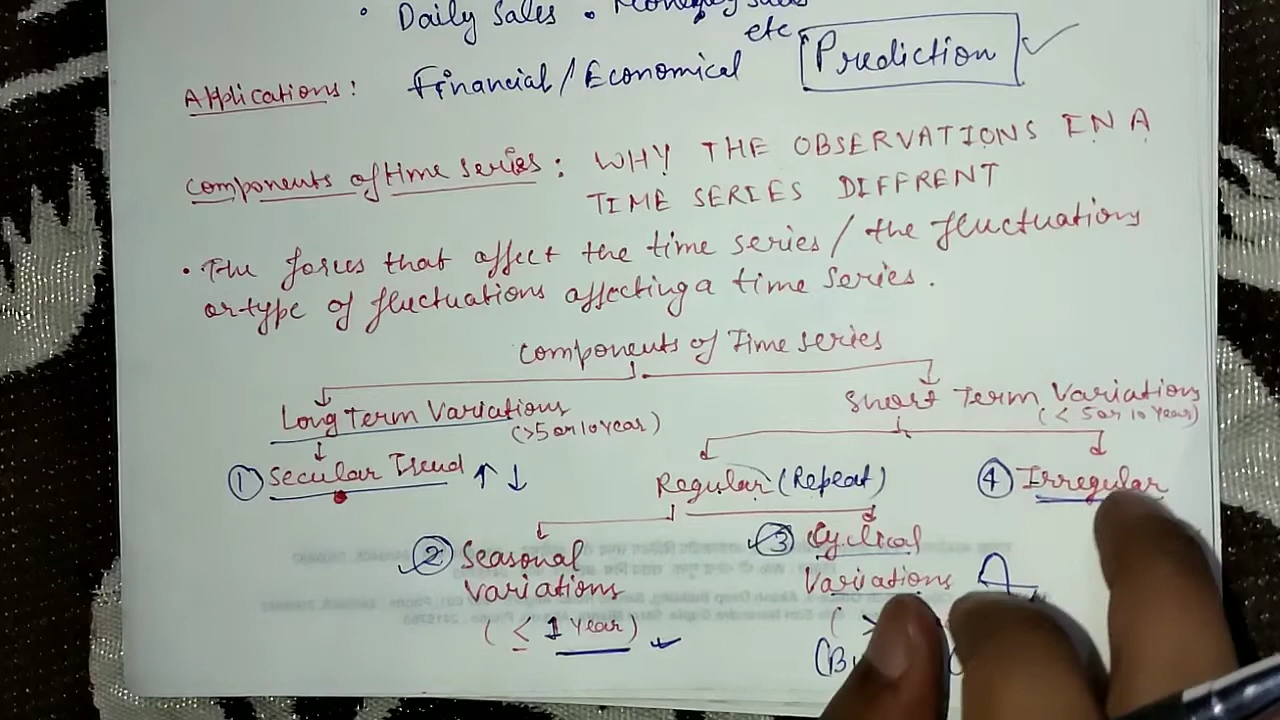 • Daily Sales •
etc.
Applications: Financial/Economical Prediction
Components of time series: WHY THE OBSERVATIONS IN A
TIME SERIES DIFFRENT
• The forces that affect the time series/the fluctuations
or type of fluctuations affecting a time series.
Components of Time series
Long Term Variations
(>5 or 10 year)
Short Term Variations
(< 5 or 10 Year)
① Secular Trend ↑ ↓
Regular (Repeat)
④ Irregular
② Seasonal
Variations
(≤ 1 Year)
③ Cyclical
Variations
( >